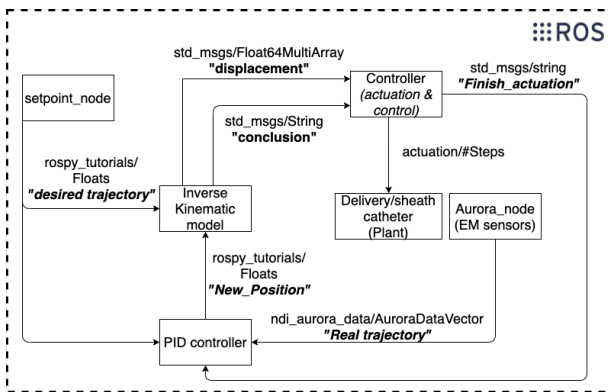 ROS
std_msgs/Float64MultiArray
"displacement"
setpoint_node
Controller
(actuation &
control)
std_msgs/string
"Finish_actuation"
std_msgs/String
"conclusion"
actuation/#Steps
rospy_tutorials/
Floats
"desired trajectory"
Inverse
Kinematic
model
Delivery/sheath
catheter
(Plant)
Aurora_node
(EM sensors)
rospy_tutorials/
Floats
"New_Position"
ndi_aurora_data/AuroraDataVector
"Real trajectory"
PID controller